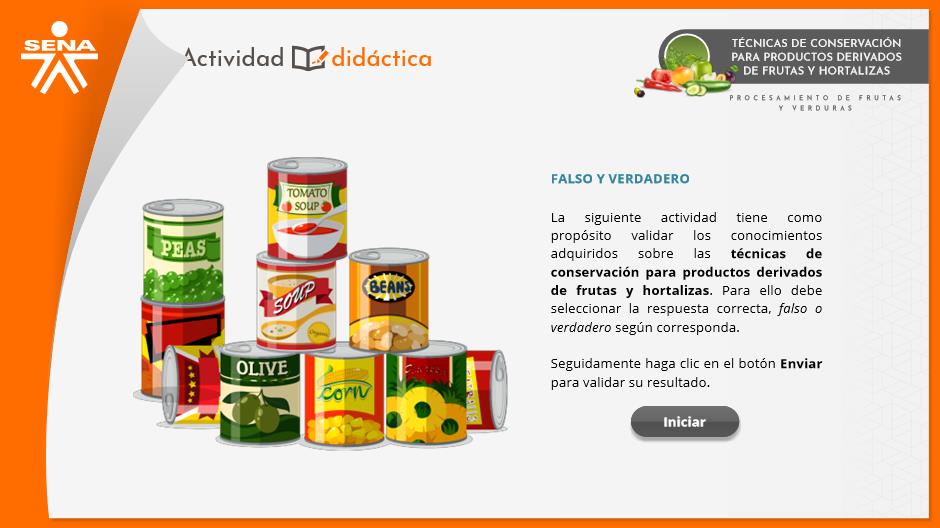 SENA
Actividad didáctica
TÉCNICAS DE CONSERVACIÓN
PARA PRODUCTOS DERIVADOS
DE FRUTAS Y HORTALIZAS
PROCESAMIENTO DE FRUTAS
Y VERDURAS
FALSO Y VERDADERO
La siguiente actividad tiene como
propósito validar los conocimientos
adquiridos sobre las técnicas de
conservación para productos derivados
de frutas y hortalizas. Para ello debe
seleccionar la respuesta correcta, falso o
verdadero según corresponda.
Seguidamente haga clic en el botón Enviar
para validar su resultado.
Iniciar
TOMATO
SOUP
PEAS
SOUP
Organic
BEANS
OLIVE
Corn